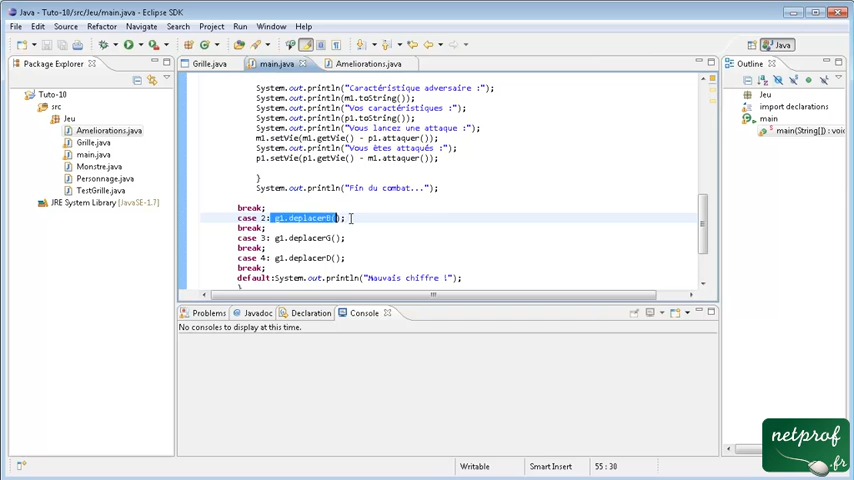 Java - Tuto-10/src/Jeu/main.java - Eclipse SDK
File Edit Source Refactor Navigate Search Project Run Window Help
Java
Package Explorer
Tuto-10
src
Jeu
Ameliorations.java
Grille.java
main.java
Monstre.java
Personnage.java
TestGrille.java
JRE System Library [JavaSE-1.7]
Grille.java main.java Ameliorations.java
System.out.println("Caractéristique adversaire :");
System.out.println(m1.toString());
System.out.println("Vos caractéristiques :");
System.out.println(p1.toString());
System.out.println("Vous lancez une attaque :");
m1.setVie(m1.getVie() - p1.attaquer());
System.out.println("Vous êtes attaqués :");
p1.setVie(p1.getVie() - m1.attaquer());
}
System.out.println("Fin du combat...");
break;
case 2: g1.deplacerB();
break;
case 3: g1.deplacerG();
break;
case 4: g1.deplacerD();
break;
default:System.out.println("Mauvais chiffre !");
}
Problems Javadoc Declaration Console
No consoles to display at this time.
Outline
Jeu
import declarations
main
main(String[]) : voi
Writable Smart Insert 55 : 30
netprof
.fr